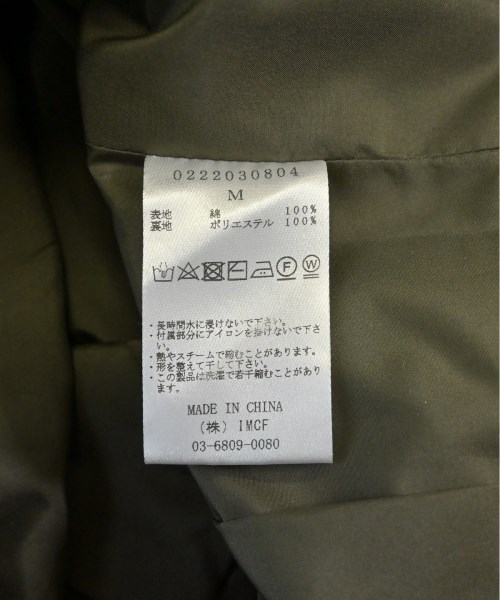 0222030804
M
表地 綿 100%
裏地 ポリエステル 100%
・長時間水に浸けないで下さい。
・付属部分にアイロンを掛けないで下さ
い。
・熱やスチームで縮むことがあります。
・形を整えて干して下さい。
・この製品は洗濯で若干縮むことがあり
ます。
MADE IN CHINA
(株) IMCF
03-6809-0080